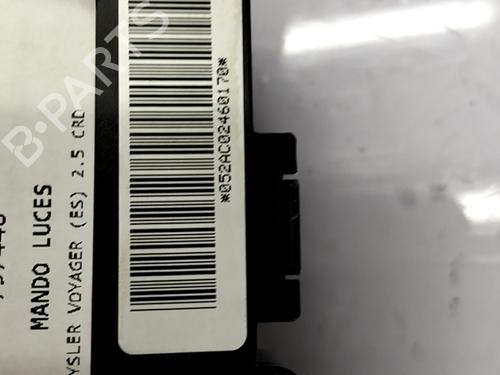 MANDO LUCES
YSLER VOYAGER (ES) 2.5 CRD
*052AC02460170*
B-PARTS